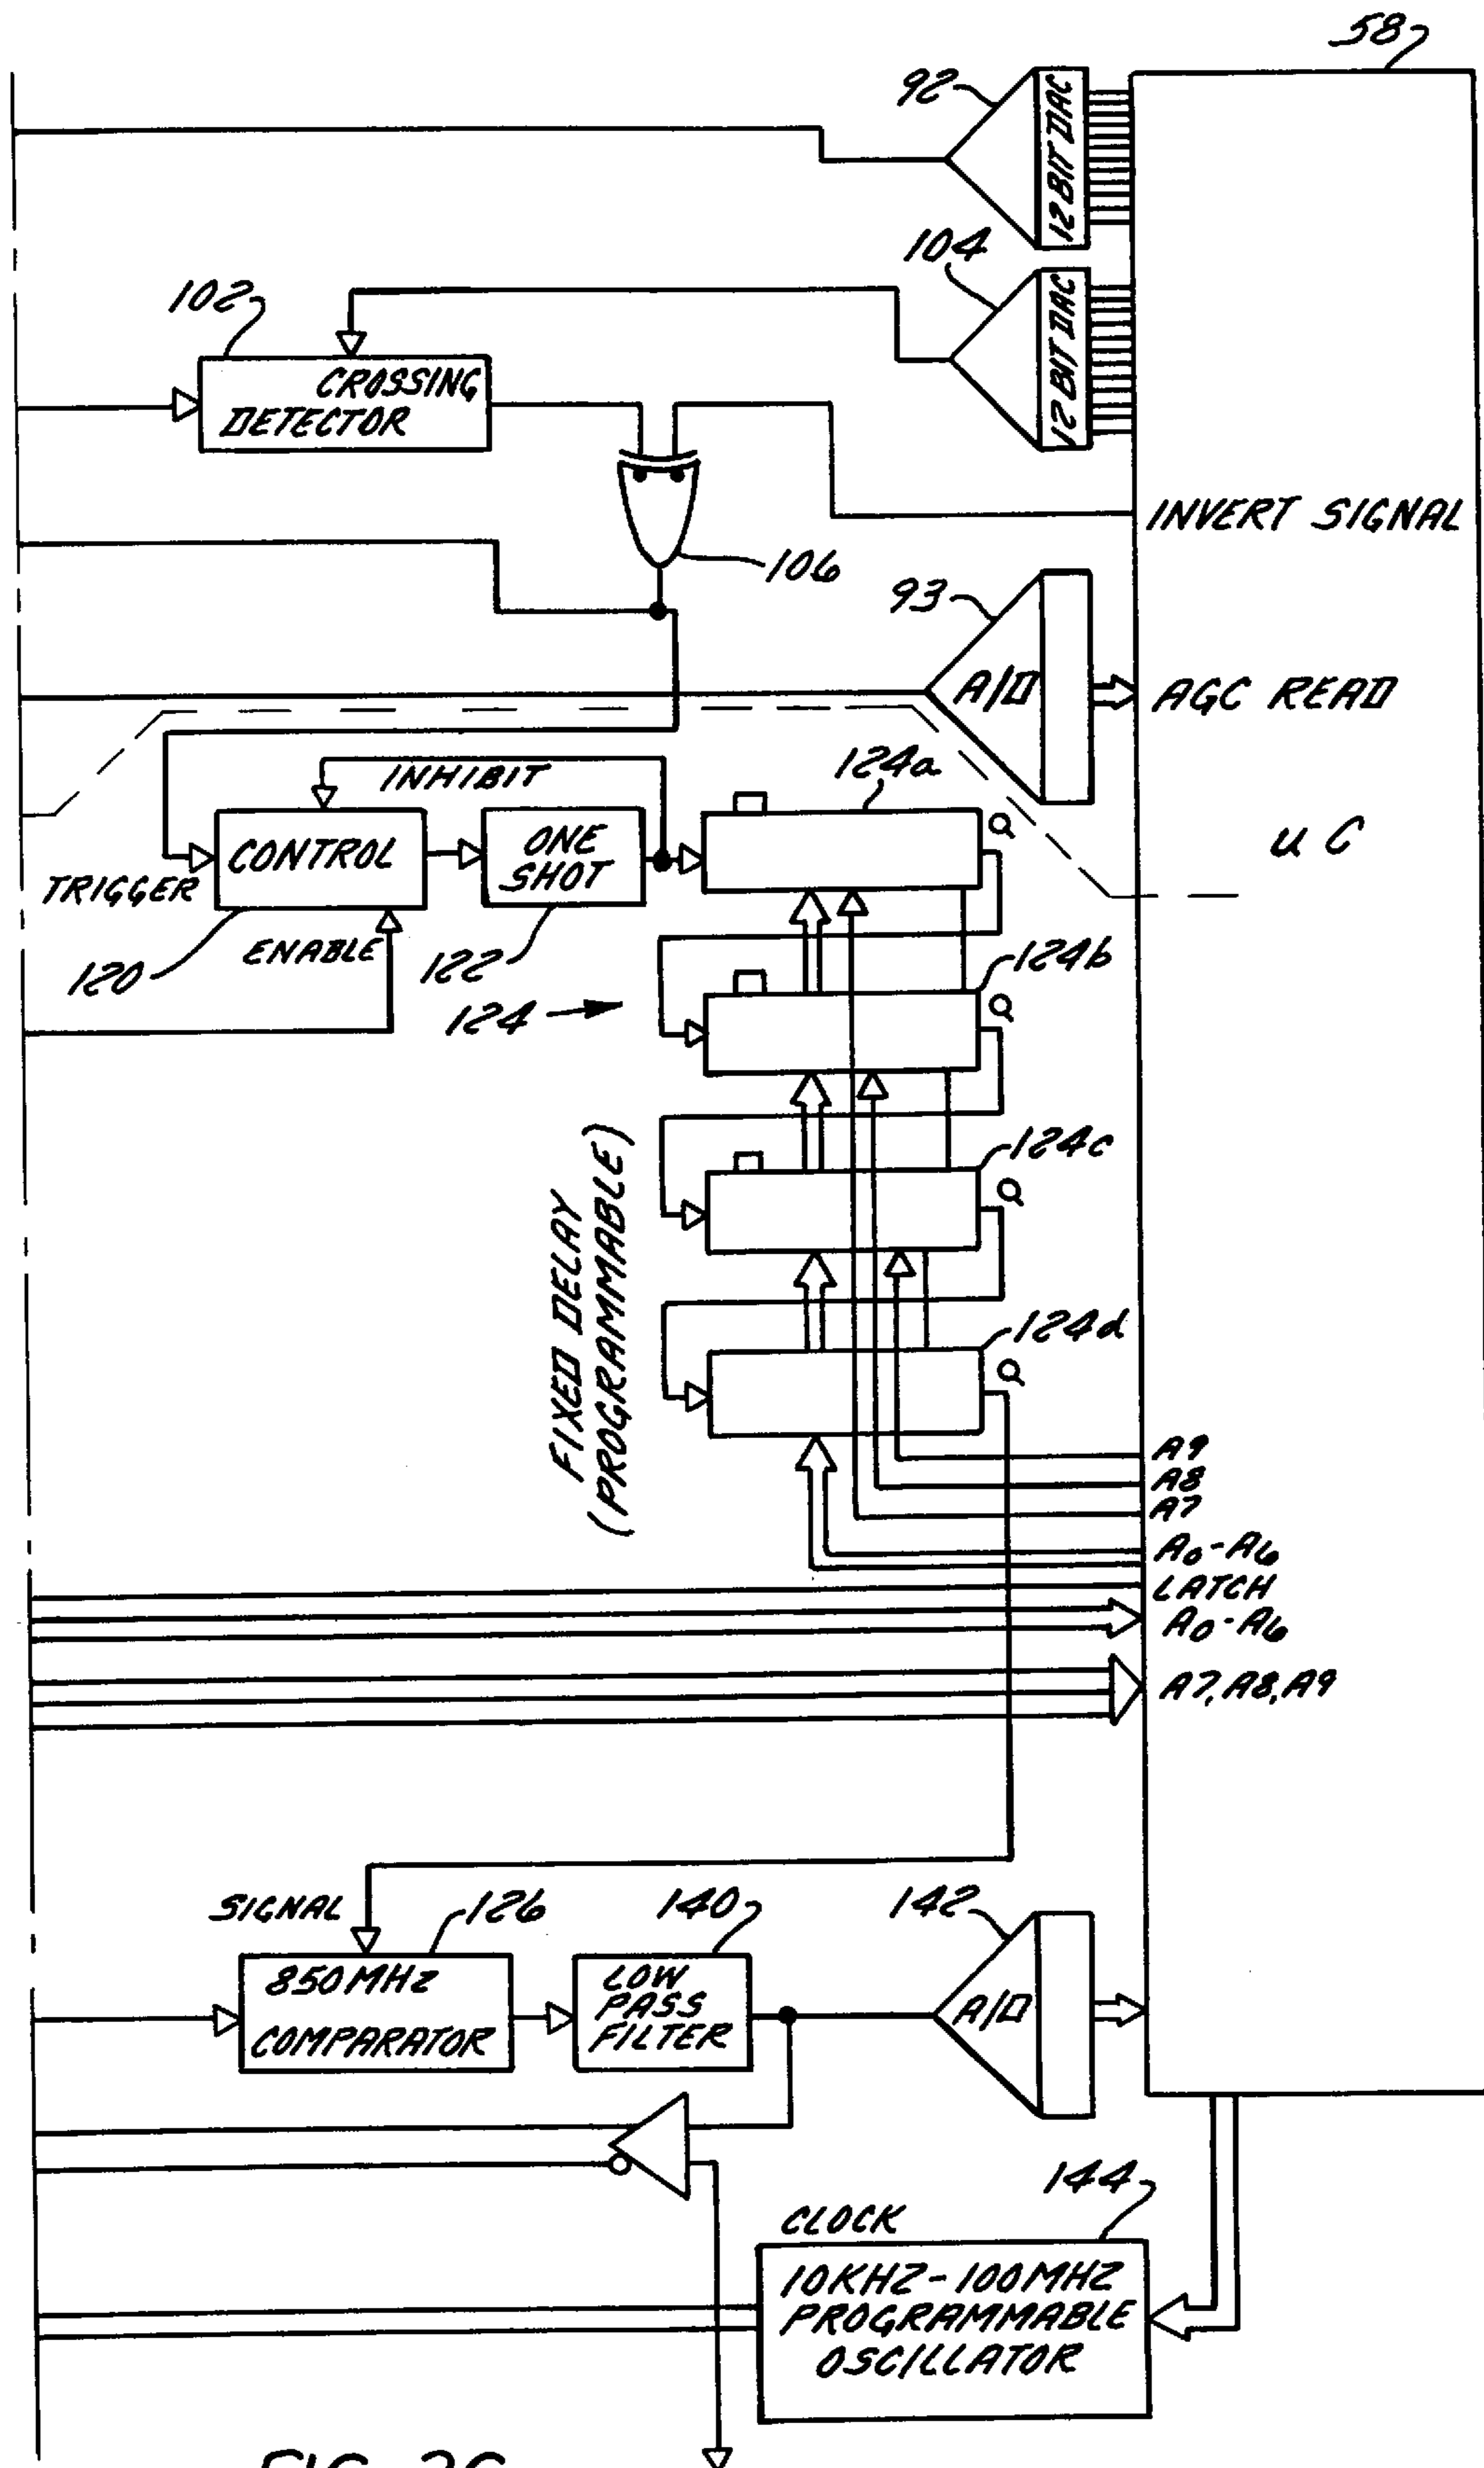 58
92
12 BIT DAC
104
12 BIT DAC
102
CROSSING
DETECTOR
INVERT SIGNAL
106
93
A/D
AGC READ
124a
INHIBIT
CONTROL
ONE
SHOT
Q
u C
TRIGGER
ENABLE
120
122
124
124b
Q
124c
Q
FIXED DELAY
(PROGRAMMABLE)
124d
Q
A9
A8
A7
A0-A6
LATCH
A0-A6
A7, A8, A9
SIGNAL
126
140
142
850 MHz
COMPARATOR
LOW
PASS
FILTER
A/D
144
CLOCK
10KHZ-100MHZ
PROGRAMMABLE
OSCILLATOR